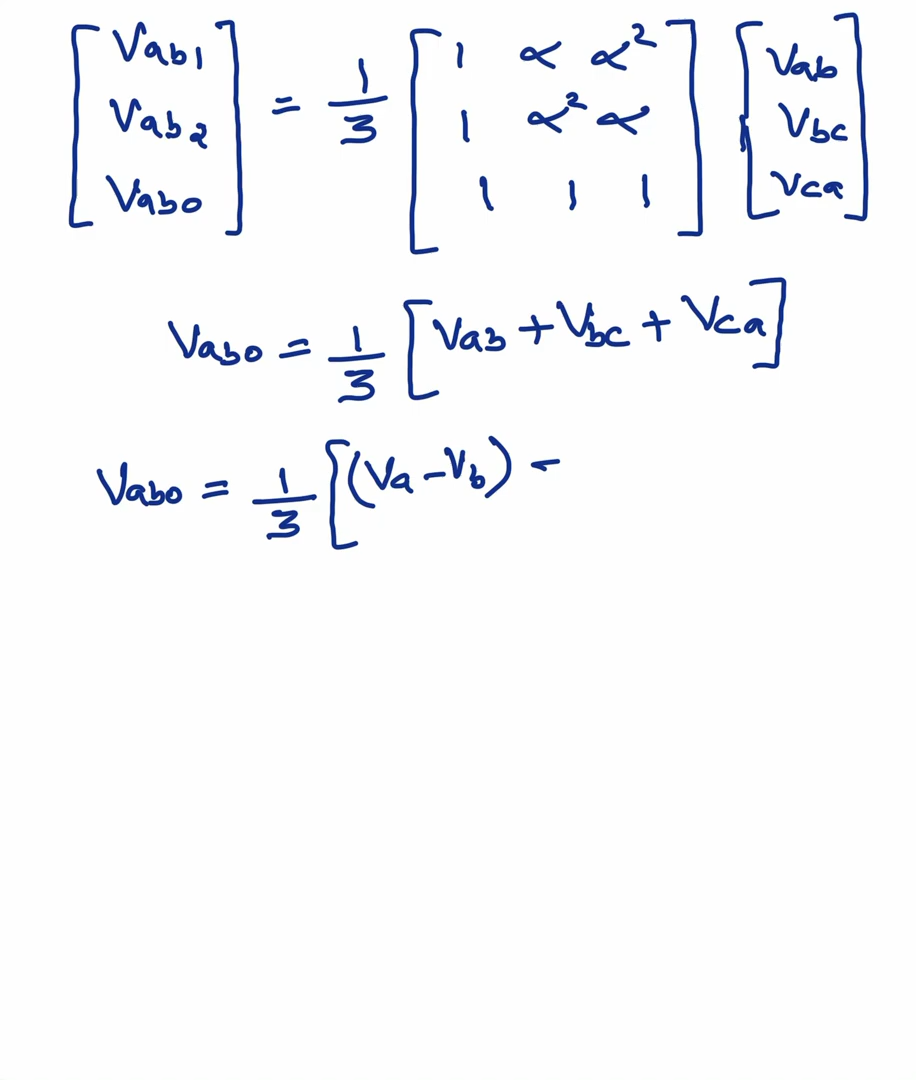 [Vab1 Vab2 Vab0] = 1/3 [1 α α² ; 1 α² α ; 1 1 1] [Vab Vbc Vca]
Vab0 = 1/3 [Vab + Vbc + Vca]
Vab0 = 1/3 [(Va - Vb) -